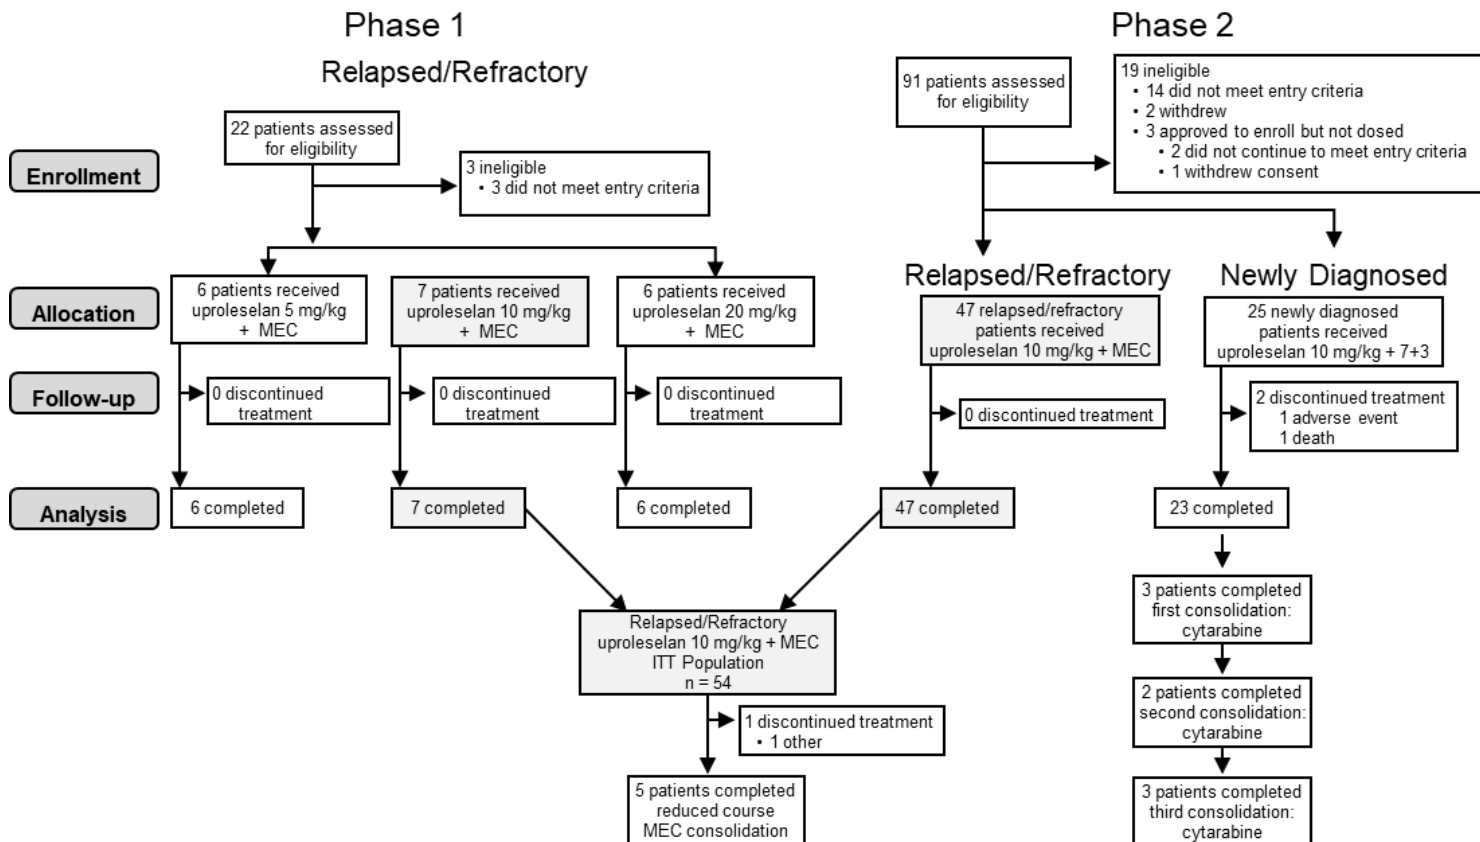 Phase 1
Relapsed/Refractory
22 patients assessed
for eligibility
Enrollment
3 ineligible
• 3 did not meet entry criteria
Allocation
6 patients received
uproleselan 5 mg/kg
+ MEC
7 patients received
uproleselan 10 mg/kg
+ MEC
6 patients received
uproleselan 20 mg/kg
+ MEC
Follow-up
0 discontinued
treatment
0 discontinued
treatment
0 discontinued
treatment
Analysis
6 completed
7 completed
6 completed
Phase 2
91 patients assessed
for eligibility
19 ineligible
• 14 did not meet entry criteria
• 2 withdrew
• 3 approved to enroll but not dosed
• 2 did not continue to meet entry criteria
• 1 withdrew consent
Relapsed/Refractory
47 relapsed/refractory
patients received
uproleselan 10 mg/kg + MEC
0 discontinued treatment
47 completed
Newly Diagnosed
25 newly diagnosed
patients received
uproleselan 10 mg/kg + 7+3
2 discontinued treatment
1 adverse event
1 death
23 completed
Relapsed/Refractory
uproleselan 10 mg/kg + MEC
ITT Population
n = 54
1 discontinued treatment
• 1 other
5 patients completed
reduced course
MEC consolidation
3 patients completed
first consolidation:
cytarabine
2 patients completed
second consolidation:
cytarabine
3 patients completed
third consolidation:
cytarabine